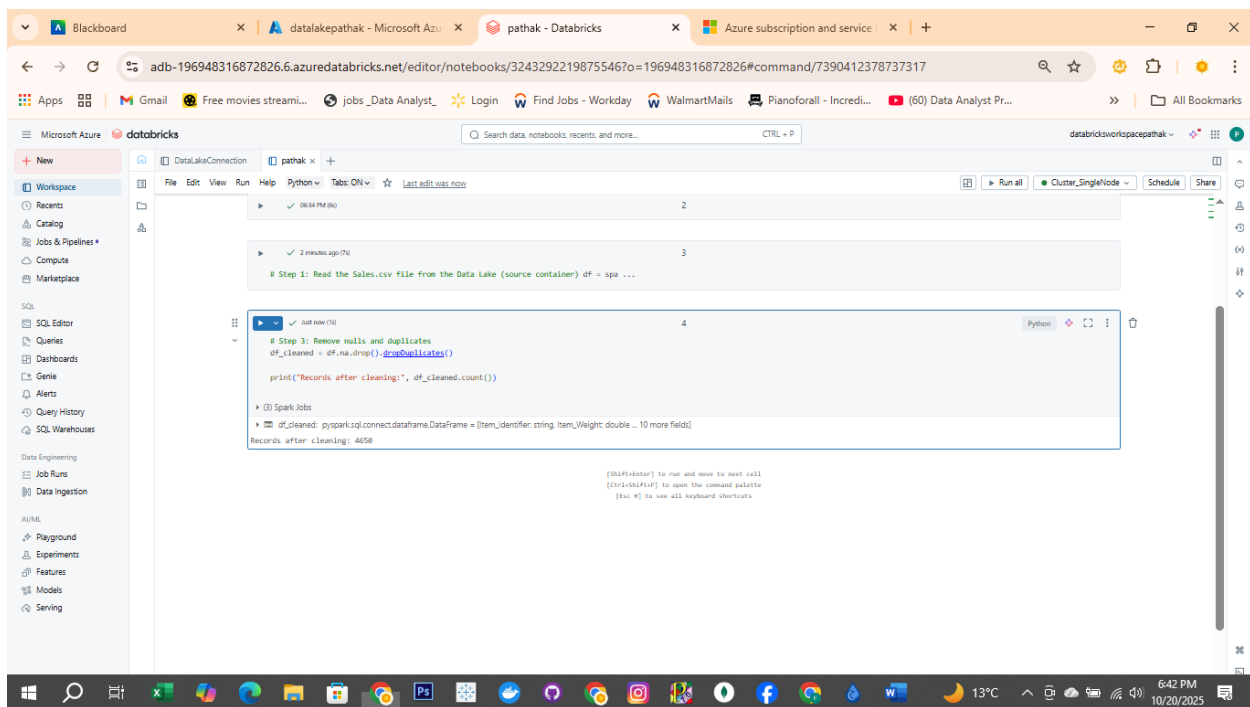 Blackboard
datalakepathak - Microsoft Azu
pathak - Databricks
Azure subscription and service
adb-196948316872826.6.azuredatabricks.net/editor/notebooks/3243292219875546?o=196948316872826#command/7390412378737317
Apps
Gmail
Free movies streami...
jobs _Data Analyst_
Login
Find Jobs - Workday
WalmartMails
Pianoforall - Incredi...
(60) Data Analyst Pr...
All Bookmarks
Microsoft Azure
databricks
Search data, notebooks, recents, and more...
CTRL + P
databricksworkspacepathak
P
New
DataLakeConnection
pathak
File Edit View Run Help Python Tabs: ON Last edit was now
Run all
Cluster_SingleNode
Schedule
Share
Workspace
Recents
Catalog
Jobs & Pipelines
Compute
Marketplace
SQL
SQL Editor
Queries
Dashboards
Genie
Alerts
Query History
SQL Warehouses
Data Engineering
Job Runs
Data Ingestion
AI/ML
Playground
Experiments
Features
Models
Serving
06:34 PM (6s)
2
2 minutes ago (7s)
3
# Step 1: Read the Sales.csv file from the Data Lake (source container) df = spa ...
Just now (1s)
4
Python
# Step 3: Remove nulls and duplicates
df_cleaned = df.na.drop().dropDuplicates()
print("Records after cleaning:", df_cleaned.count())
(3) Spark Jobs
df_cleaned: pyspark.sql.connect.dataframe.DataFrame = [Item_Identifier: string, Item_Weight: double ... 10 more fields]
Records after cleaning: 4650
[Shift+Enter] to run and move to next cell
[Ctrl+Shift+P] to open the command palette
[Esc H] to see all keyboard shortcuts
Ps
13°C
6:42 PM
10/20/2025